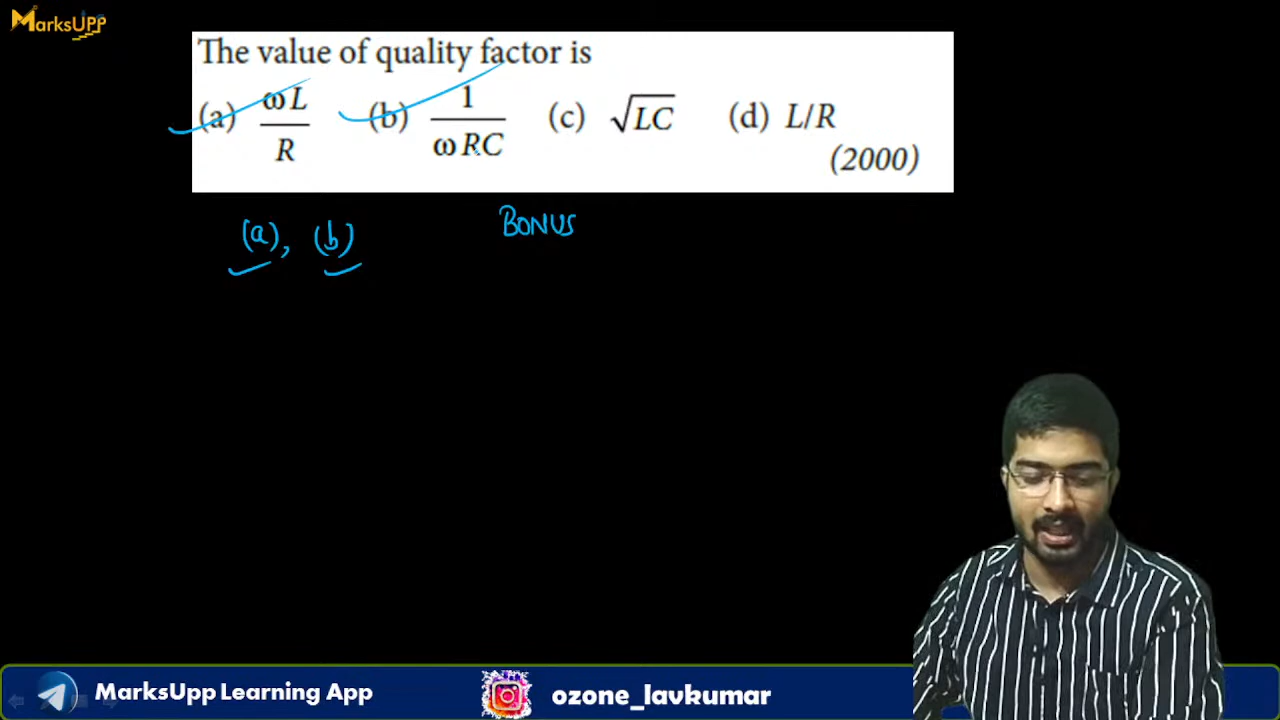 MarksUPP
The value of quality factor is
(a) ωL/R (b) 1/ωRC (c) √LC (d) L/R
(2000)
(a), (b) BONUS
MarksUpp Learning App ozone_lavkumar